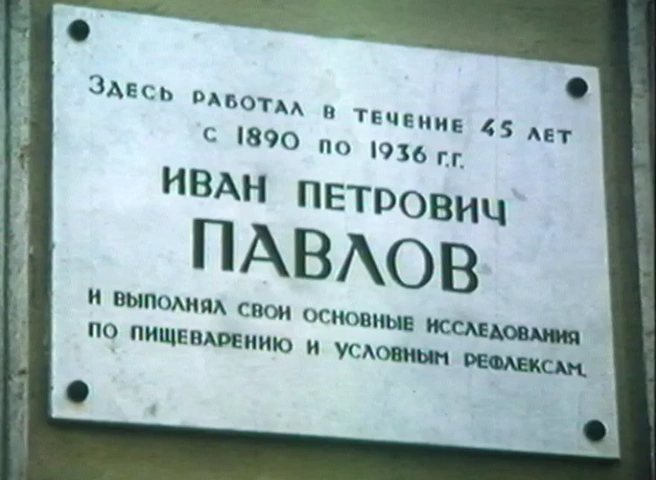 Здесь работал в течение 45 лет
с 1890 по 1936 г.г.
ИВАН ПЕТРОВИЧ
ПАВЛОВ
и выполнял свои основные исследования
по пищеварению и условным рефлексам.